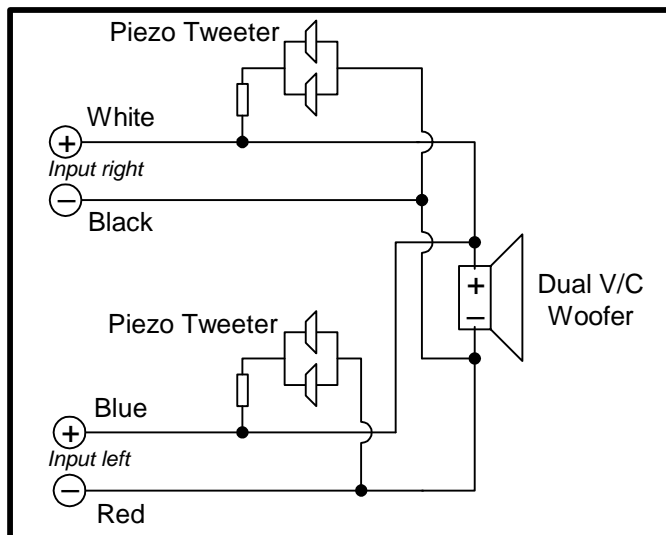 Piezo Tweeter
White
+
Input right
−
Black
+
−
Dual V/C
Woofer
Piezo Tweeter
Blue
+
Input left
−
Red